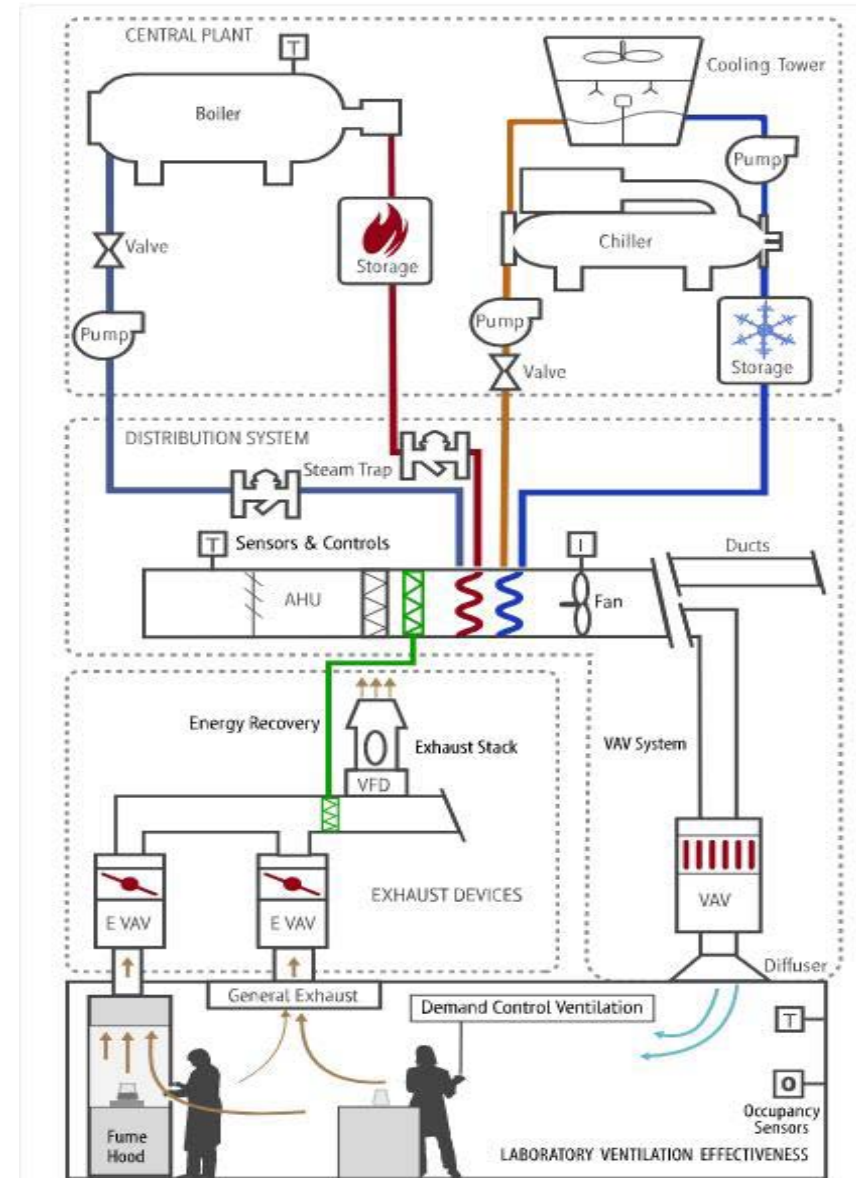 CENTRAL PLANT
T
Boiler
Cooling Tower
Pump
Valve
Storage
Chiller
Pump
Pump
Storage
Valve
DISTRIBUTION SYSTEM
Steam Trap
T
Sensors & Controls
I
Ducts
AHU
Fan
Energy Recovery
Exhaust Stack
VFD
VAV System
E VAV
E VAV
EXHAUST DEVICES
VAV
Diffuser
General Exhaust
Demand Control Ventilation
T
O
Occupancy
Sensors
Fume
Hood
LABORATORY VENTILATION EFFECTIVENESS